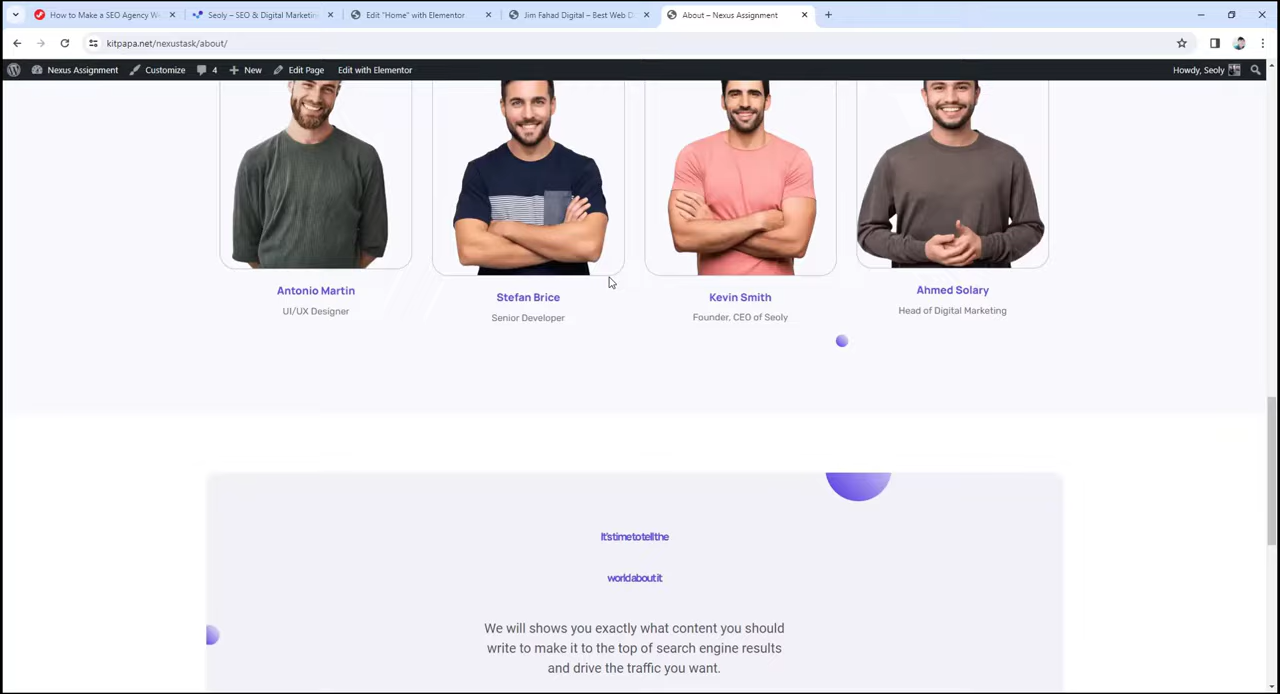 How to Make a SEO Agency W
Seoly – SEO & Digital Marketin
Edit "Home" with Elementor
Jim Fahad Digital – Best Web D
About – Nexus Assignment
kitpapa.net/nexustask/about/
Nexus Assignment
Customize
4
New
Edit Page
Edit with Elementor
Howdy, Seoly
Antonio Martin
UI/UX Designer
Stefan Brice
Senior Developer
Kevin Smith
Founder, CEO of Seoly
Ahmed Solary
Head of Digital Marketing
It's time to tell the
world about it
We will shows you exactly what content you should
write to make it to the top of search engine results
and drive the traffic you want.